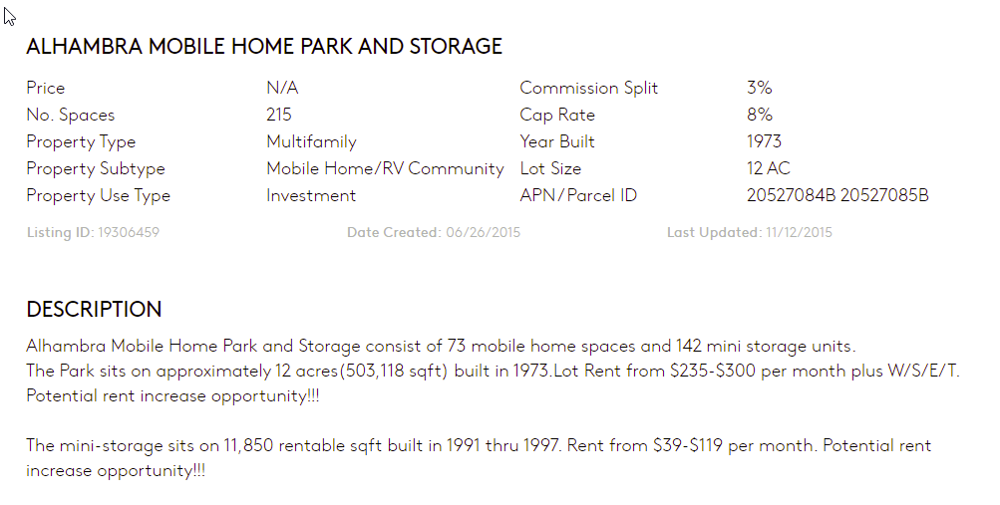 ALHAMBRA MOBILE HOME PARK AND STORAGE
Price N/A Commission Split 3%
No. Spaces 215 Cap Rate 8%
Property Type Multifamily Year Built 1973
Property Subtype Mobile Home/RV Community Lot Size 12 AC
Property Use Type Investment APN/Parcel ID 20527084B 20527085B
Listing ID: 19306459 Date Created: 06/26/2015 Last Updated: 11/12/2015
DESCRIPTION
Alhambra Mobile Home Park and Storage consist of 73 mobile home spaces and 142 mini storage units.
The Park sits on approximately 12 acres(503,118 sqft) built in 1973.Lot Rent from $235-$300 per month plus W/S/E/T.
Potential rent increase opportunity!!!
The mini-storage sits on 11,850 rentable sqft built in 1991 thru 1997. Rent from $39-$119 per month. Potential rent
increase opportunity!!!